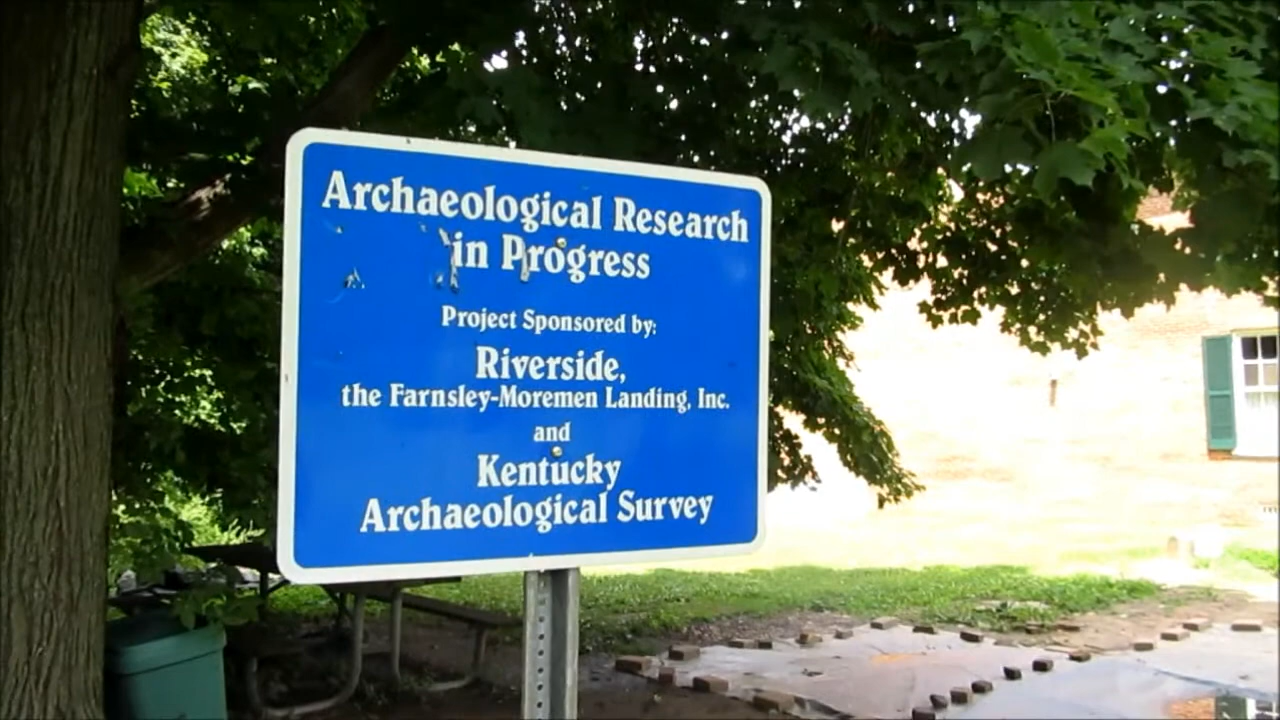 Archaeological Research
in Progress
Project Sponsored by:
Riverside,
the Farnsley-Moremen Landing, Inc.
and
Kentucky
Archaeological Survey